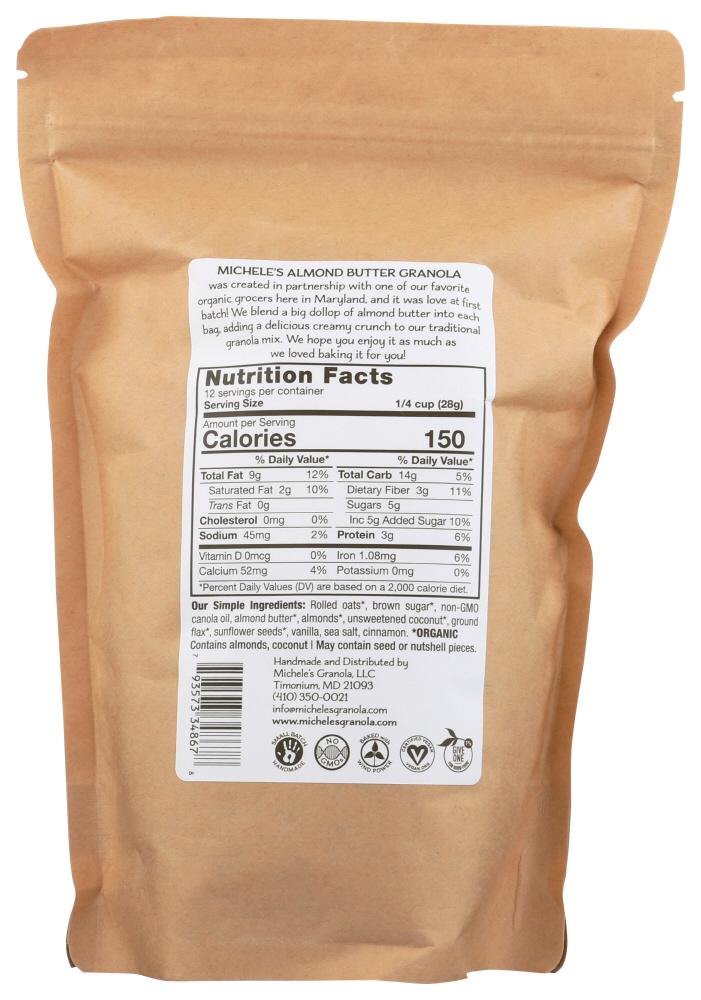 MICHELE'S ALMOND BUTTER GRANOLA
was created in partnership with one of our favorite
organic grocers here in Maryland, and it was love at first
batch! We blend a big dollop of almond butter into each
bag, adding a delicious creamy crunch to our traditional
granola mix. We hope you enjoy it as much as
we loved baking it for you!
Nutrition Facts
12 servings per container
Serving Size 1/4 cup (28g)
Amount per Serving
Calories 150
% Daily Value* % Daily Value*
Total Fat 9g 12% Total Carb 14g 5%
Saturated Fat 2g 10% Dietary Fiber 3g 11%
Trans Fat 0g Sugars 5g
Cholesterol 0mg 0% Inc 5g Added Sugar 10%
Sodium 45mg 2% Protein 3g 6%
Vitamin D 0mcg 0% Iron 1.08mg 6%
Calcium 52mg 4% Potassium 0mg 0%
*Percent Daily Values (DV) are based on a 2,000 calorie diet.
Our Simple Ingredients: Rolled oats*, brown sugar*, non-GMO
canola oil, almond butter*, almonds*, unsweetened coconut*, ground
flax*, sunflower seeds*, vanilla, sea salt, cinnamon. *ORGANIC
Contains almonds, coconut | May contain seed or nutshell pieces.
7 93573 34867 8
Handmade and Distributed by
Michele's Granola, LLC
Timonium, MD 21093
(410) 350-0021
info@michelesgranola.com
www.michelesgranola.com
SMALL BATCH HANDMADE
NO GMOs
BAKED with WIND POWER
CERTIFIED VEGAN VEGAN.ORG
1% GIVE ONE